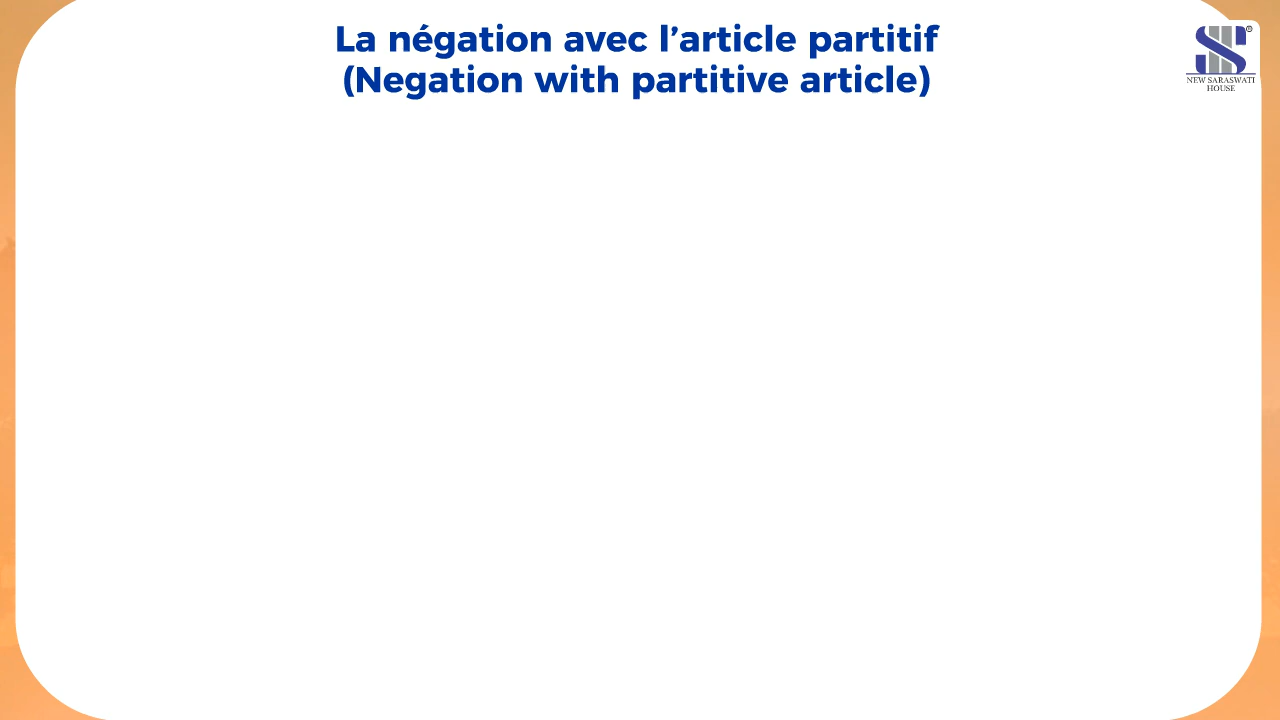 La négation avec l’article partitif
(Negation with partitive article)
NEW SARASWATI
HOUSE